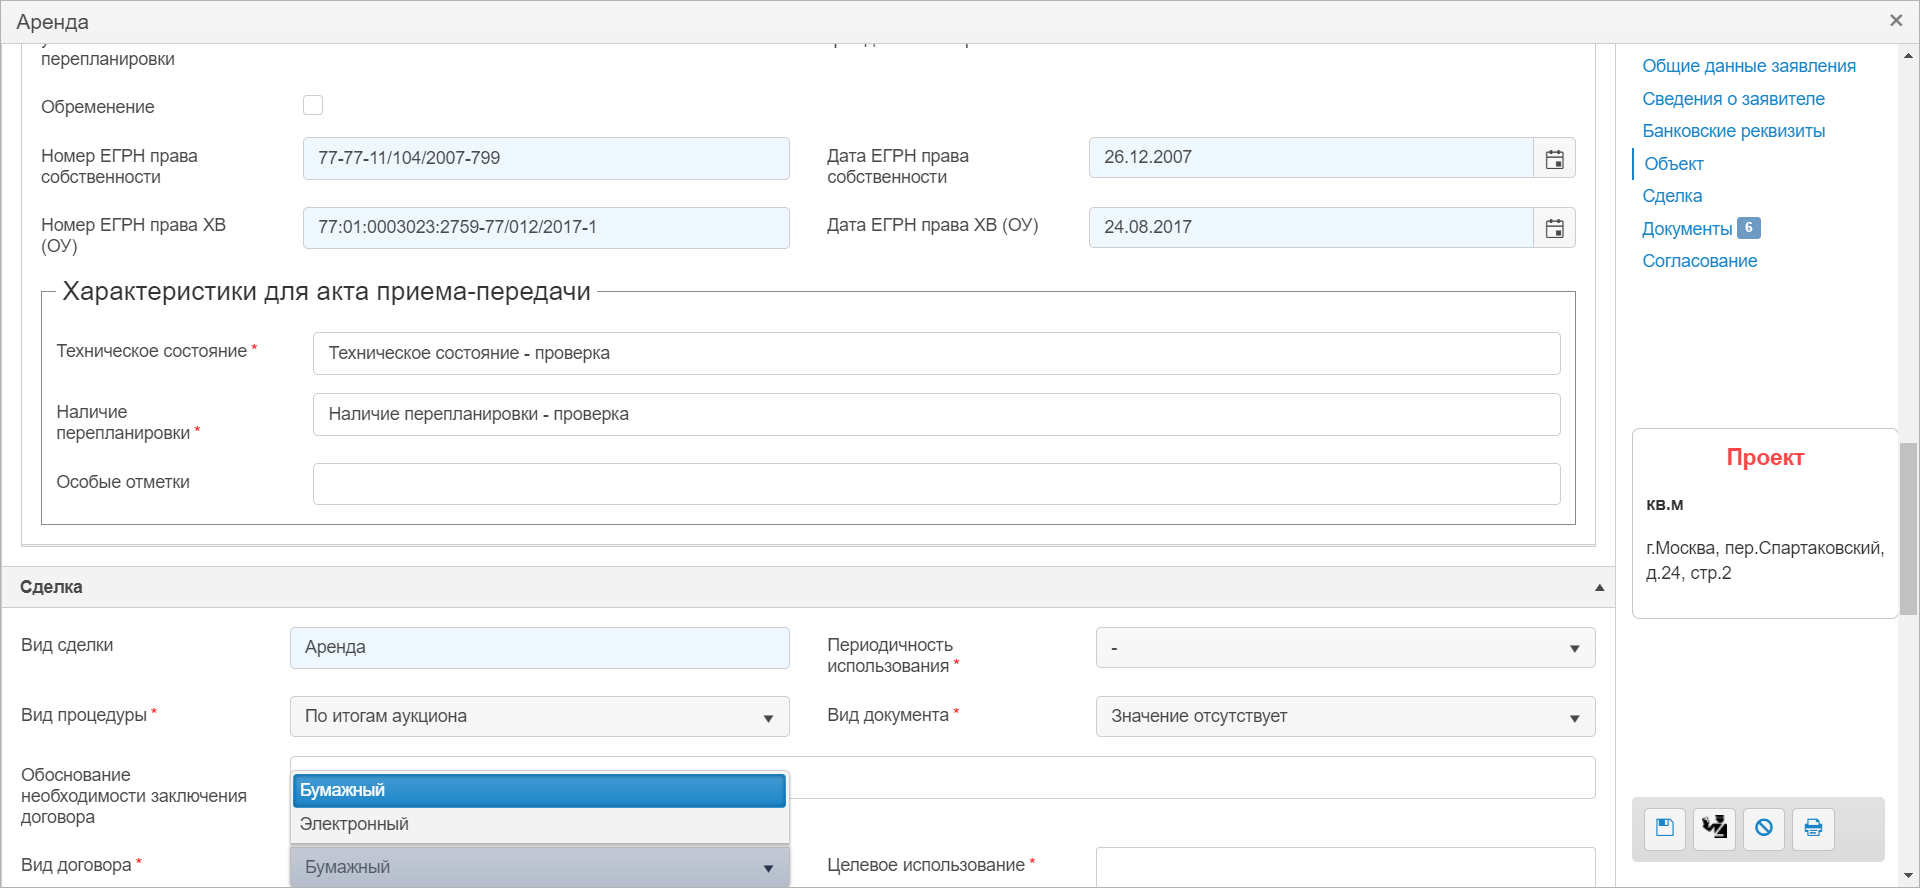 Аренда
перепланировки
Обременение
Номер ЕГРН права
собственности
77-77-11/104/2007-799
Дата ЕГРН права
собственности
26.12.2007
Номер ЕГРН права ХВ
(ОУ)
77:01:0003023:2759-77/012/2017-1
Дата ЕГРН права ХВ (ОУ)
24.08.2017
Характеристики для акта приема-передачи
Техническое состояние *
Техническое состояние - проверка
Наличие
перепланировки *
Наличие перепланировки - проверка
Особые отметки
Сделка
Вид сделки
Аренда
Периодичность
использования *
-
Вид процедуры *
По итогам аукциона
Вид документа *
Значение отсутствует
Обоснование
необходимости заключения
договора
Бумажный
Электронный
Вид договора *
Бумажный
Целевое использование *
Общие данные заявления
Сведения о заявителе
Банковские реквизиты
Объект
Сделка
Документы 6
Согласование
Проект
кв.м
г.Москва, пер.Спартаковский,
д.24, стр.2